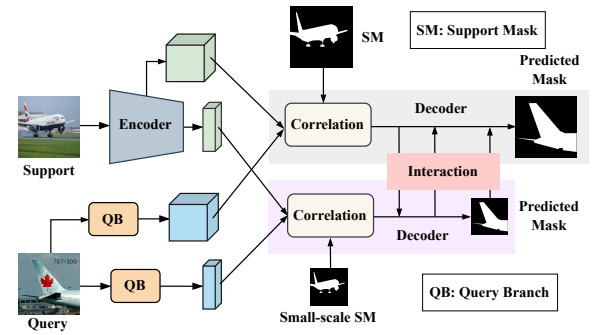 SM
SM: Support Mask
Predicted
Mask
Decoder
Encoder
Correlation
Support
Interaction
QB
Correlation
Predicted
Mask
Decoder
767-300
QB
QB: Query Branch
Small-scale SM
Query